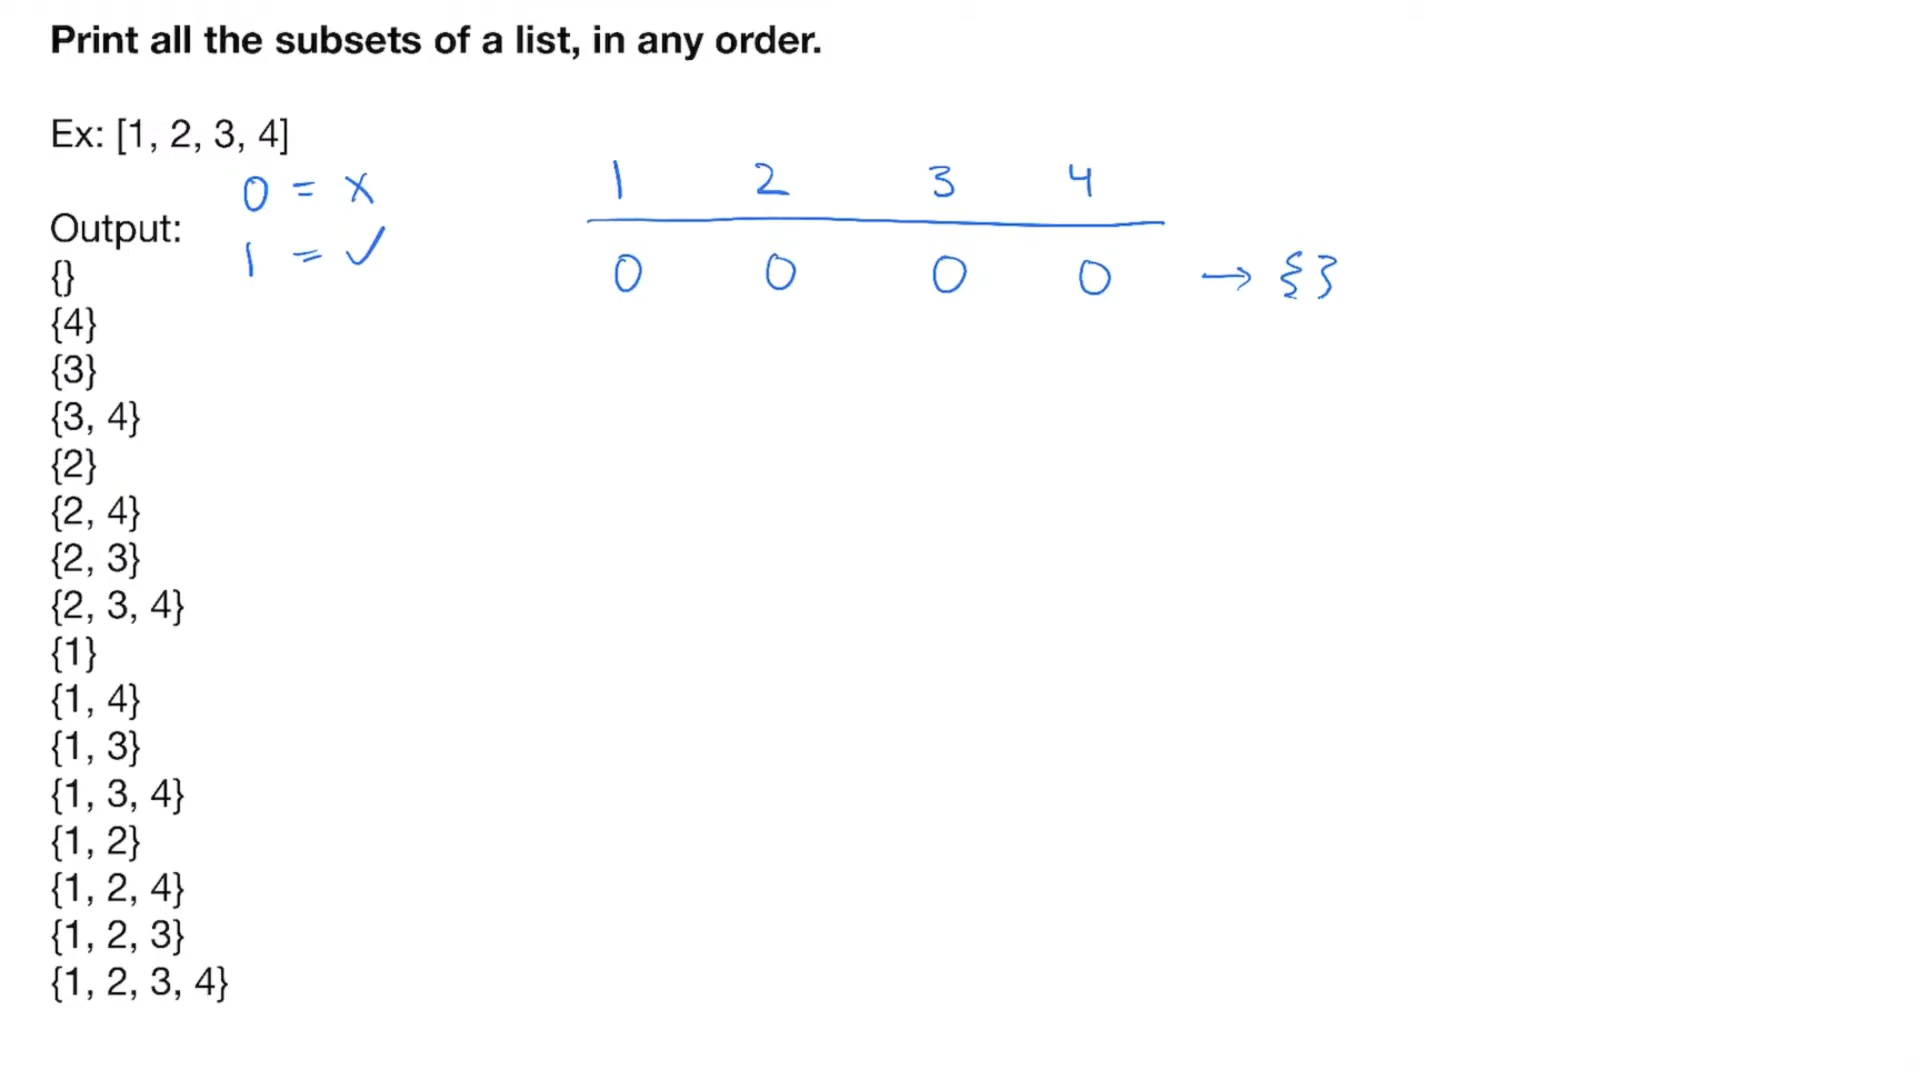 Print all the subsets of a list, in any order.
Ex: [1, 2, 3, 4]
0 = x
1 = ✓
1 2 3 4
0 0 0 0 → {}
Output:
{}
{4}
{3}
{3, 4}
{2}
{2, 4}
{2, 3}
{2, 3, 4}
{1}
{1, 4}
{1, 3}
{1, 3, 4}
{1, 2}
{1, 2, 4}
{1, 2, 3}
{1, 2, 3, 4}